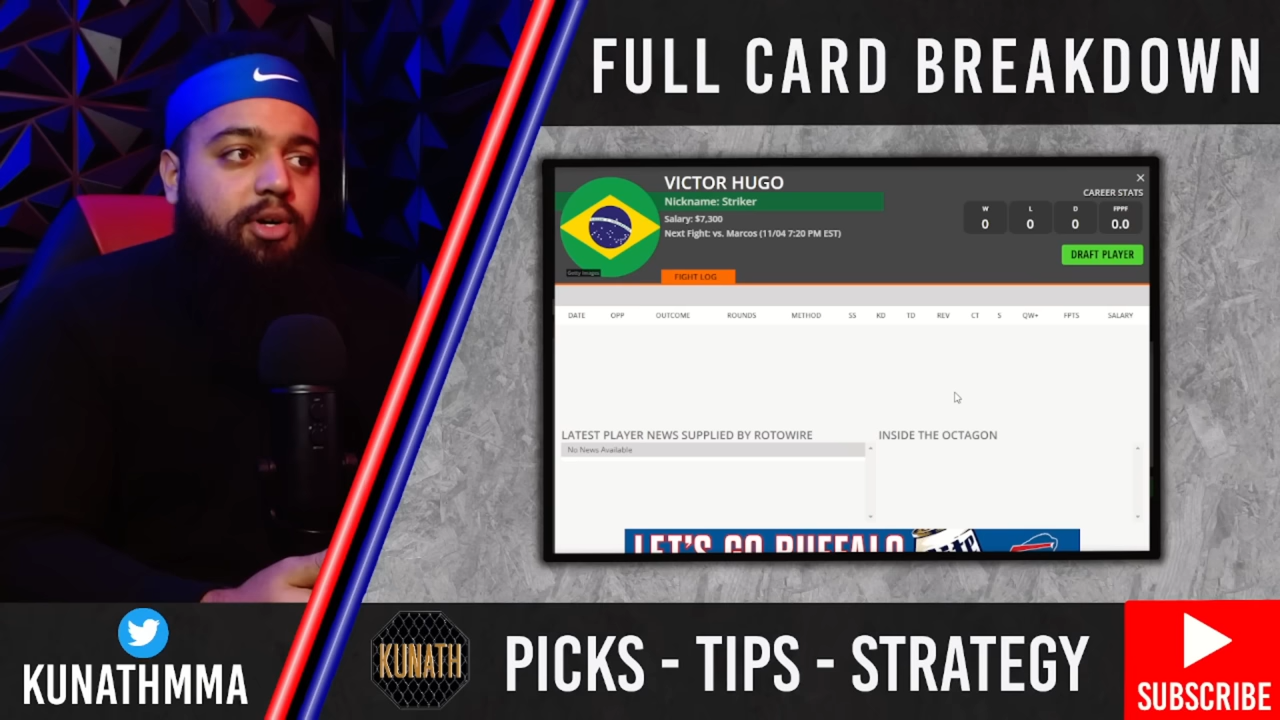 FULL CARD BREAKDOWN
VICTOR HUGO
Nickname: Striker
Salary: $7,300
Next Fight: vs. Marcos (11/04 7:20 PM EST)
×
CAREER STATS
W L D FPPF
0 0 0 0.0
DRAFT PLAYER
Getty Images
FIGHT LOG
DATE OPP OUTCOME ROUNDS METHOD SS KD TD REV CT S QW+ FPTS SALARY
LATEST PLAYER NEWS SUPPLIED BY ROTOWIRE
No News Available
INSIDE THE OCTAGON
LET'S GO BUFFALO
KUNATHMMA
KUNATH
PICKS - TIPS - STRATEGY
SUBSCRIBE